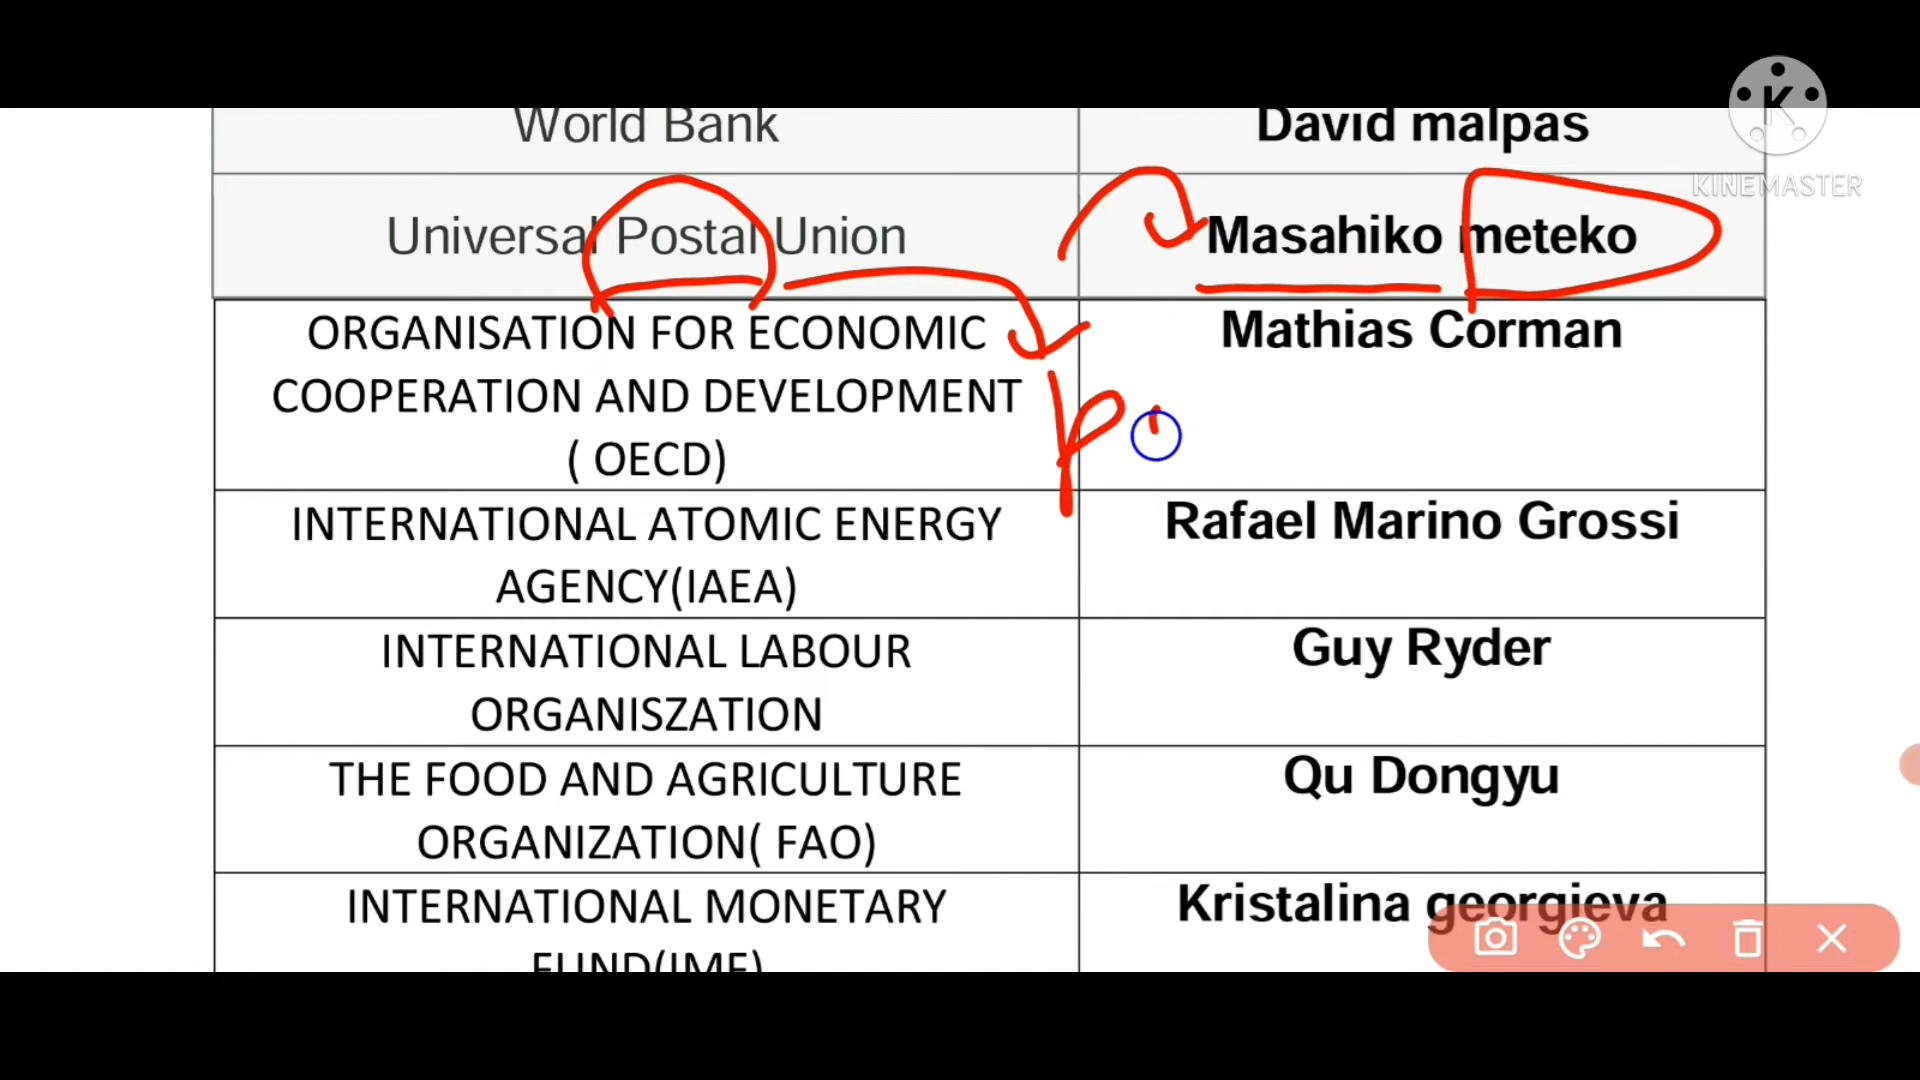 World Bank David malpas
K
KINEMASTER
Universal Postal Union Masahiko meteko
ORGANISATION FOR ECONOMIC Mathias Corman
COOPERATION AND DEVELOPMENT
( OECD)
INTERNATIONAL ATOMIC ENERGY Rafael Marino Grossi
AGENCY(IAEA)
INTERNATIONAL LABOUR Guy Ryder
ORGANISZATION
THE FOOD AND AGRICULTURE Qu Dongyu
ORGANIZATION( FAO)
INTERNATIONAL MONETARY Kristalina georgieva
FUND(IMF)